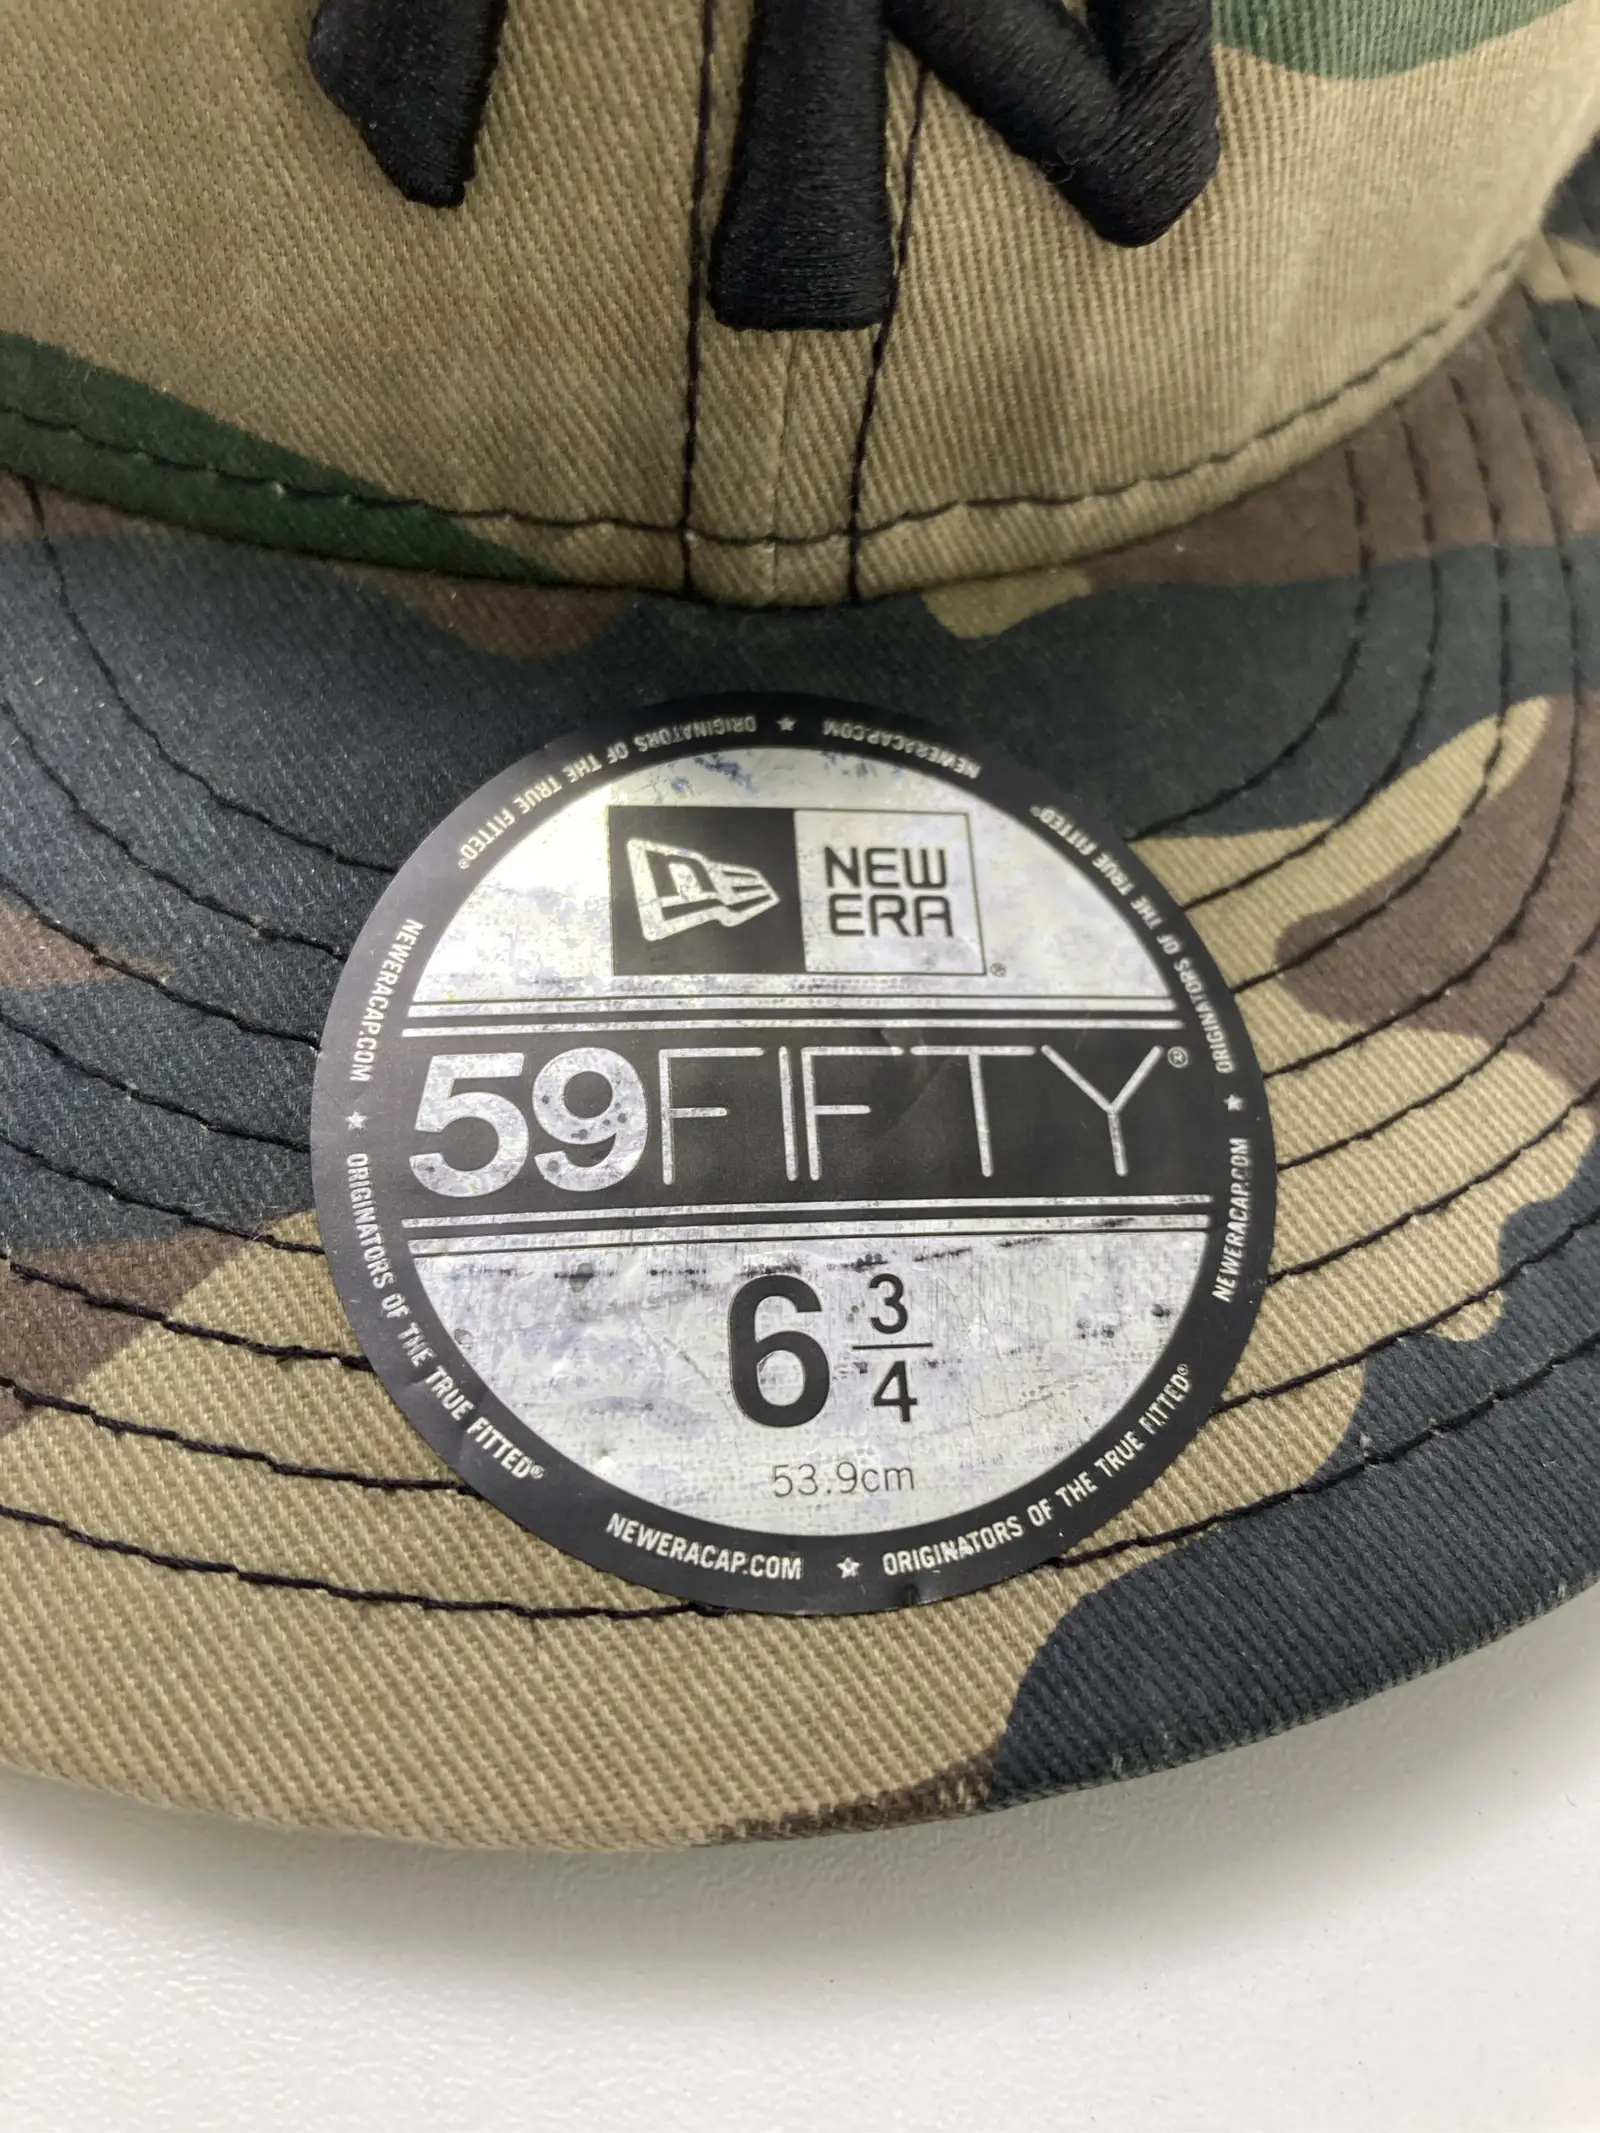 NEW
ERA
®
59FIFTY®
6 3/4
53.9cm
NEWERACAP.COM ★ ORIGINATORS OF THE TRUE FITTED®
NEWERACAP.COM ★ ORIGINATORS OF THE TRUE FITTED®
NEWERACAP.COM ★ ORIGINATORS OF THE TRUE FITTED®
NEWERACAP.COM ★ ORIGINATORS OF THE TRUE FITTED®